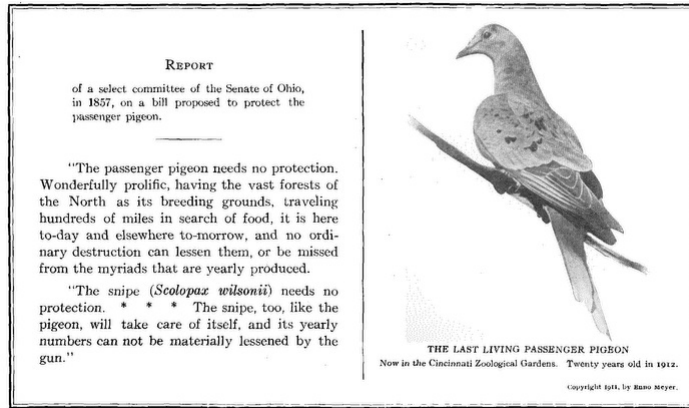 REPORT
of a select committee of the Senate of Ohio,
in 1857, on a bill proposed to protect the
passenger pigeon.
"The passenger pigeon needs no protection.
Wonderfully prolific, having the vast forests of
the North as its breeding grounds, traveling
hundreds of miles in search of food, it is here
to-day and elsewhere to-morrow, and no ordi-
nary destruction can lessen them, or be missed
from the myriads that are yearly produced.
"The snipe (Scolopax wilsonii) needs no
protection. * * * The snipe, too, like the
pigeon, will take care of itself, and its yearly
numbers can not be materially lessened by the
gun."
THE LAST LIVING PASSENGER PIGEON
Now in the Cincinnati Zoological Gardens. Twenty years old in 1912.
Copyright 1911, by Enno Meyer.